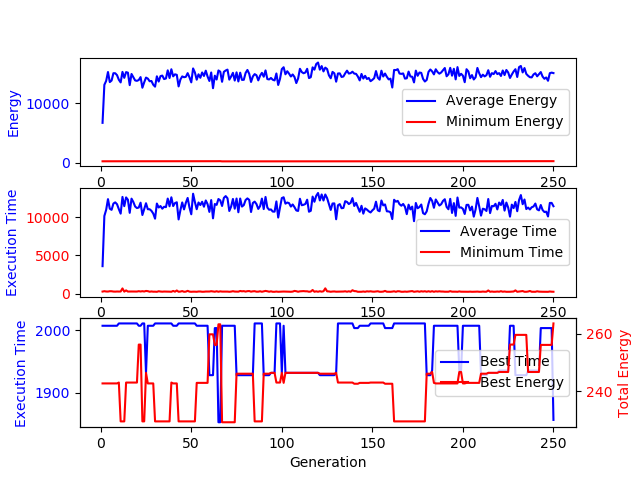 Energy
10000
0
Average Energy
Minimum Energy
0 50 100 150 200 250
Execution Time
10000
5000
0
Average Time
Minimum Time
0 50 100 150 200 250
Execution Time
2000
1900
Best Time
Best Energy
260
240
Total Energy
0 50 100 150 200 250
Generation